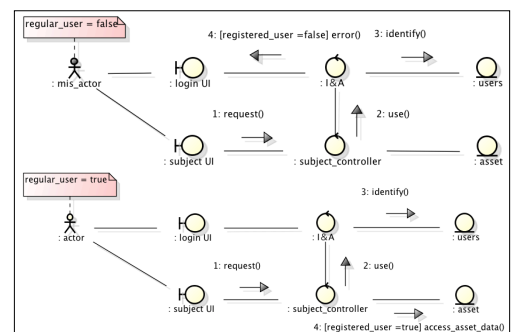 regular_user = false
4: [registered_user =false] error()
3: identify()
: mis_actor
: login UI
: I&A
: users
1: request()
2: use()
: subject UI
: subject_controller
: asset
regular_user = true
3: identify()
: actor
: login UI
: I&A
: users
1: request()
2: use()
: subject UI
: subject_controller
: asset
4: [registered_user =true] access_asset_data()